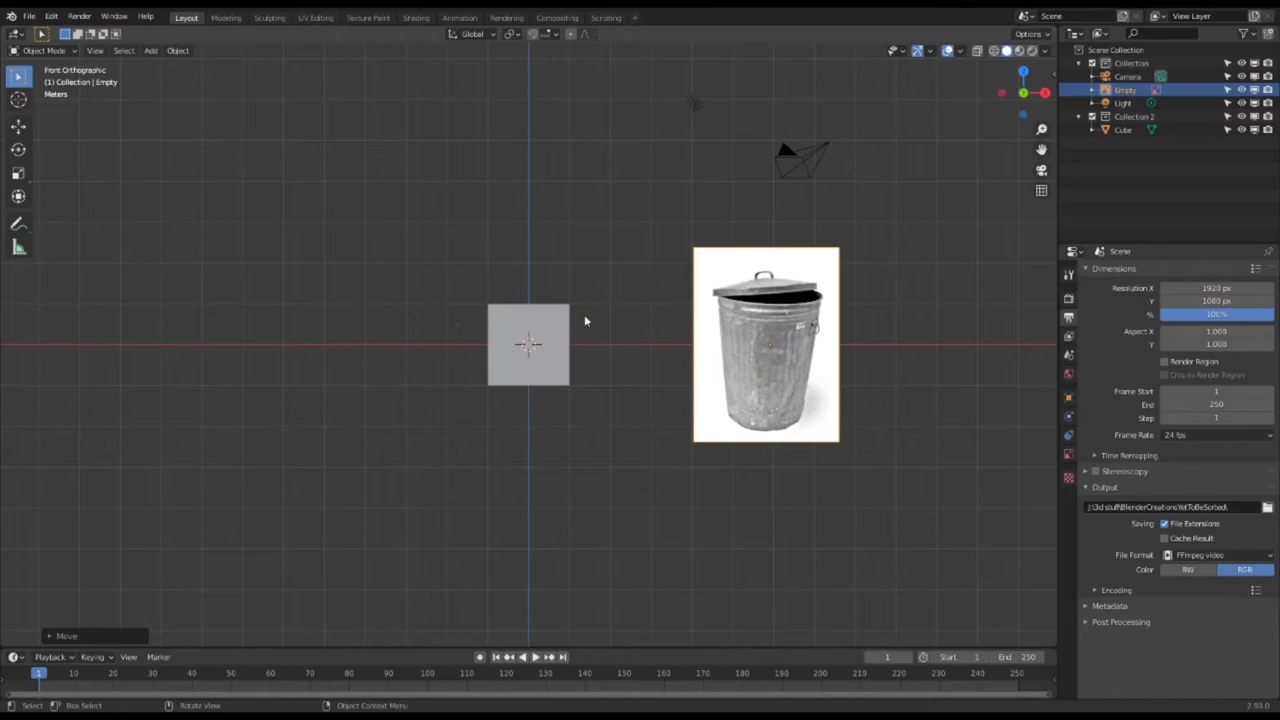 File Edit Render Window Help Layout Modeling Sculpting UV Editing Texture Paint Shading Animation Rendering Compositing Scripting + Scene View Layer
Global Options
Object Mode View Select Add Object
Front Orthographic
(1) Collection | Empty
Meters
Scene Collection
Collection
Camera
Empty
Light
Collection 2
Cube
Scene
Dimensions
Resolution X 1920 px
Y 1080 px
% 100%
Aspect X 1.000
Y 1.000
Render Region
Crop to Render Region
Frame Start 1
End 250
Step 1
Frame Rate 24 fps
Time Remapping
Stereoscopy
Output
J:\3d stuff\BlenderCreationsYetToBeSorted\
Saving: File Extensions
Cache Result
File Format FFmpeg video
Color BW RGB
Encoding
Metadata
Post Processing
Move
Playback Keying View Marker 1 Start 1 End 250
1 10 20 30 40 50 60 70 80 90 100 110 120 130 140 150 160 170 180 190 200 210 220 230 240 250
Select Box Select Rotate View Object Context Menu 2.90.0